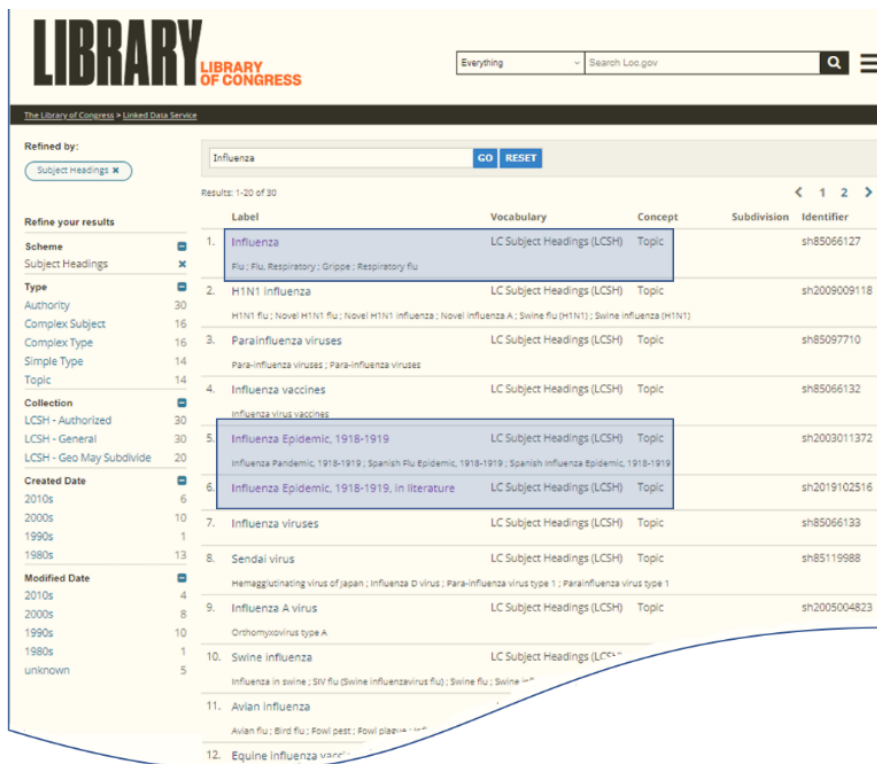 LIBRARY
LIBRARY
OF CONGRESS
Everything
Search Loc.gov
The Library of Congress > Linked Data Service
Refined by:
Subject Headings ✖
Influenza
GO
RESET
Results: 1-20 of 30
< 1 2 >
Refine your results
Label Vocabulary Concept Subdivision Identifier
Scheme
Subject Headings ×
Type
Authority 30
Complex Subject 16
Complex Type 16
Simple Type 14
Topic 14
Collection
LCSH - Authorized 30
LCSH - General 30
LCSH - Geo May Subdivide 20
Created Date
2010s 6
2000s 10
1990s 1
1980s 13
Modified Date
2010s 4
2000s 8
1990s 10
1980s 1
unknown 5
1. Influenza LC Subject Headings (LCSH) Topic sh85066127
Flu ; Flu, Respiratory ; Grippe ; Respiratory flu
2. H1N1 influenza LC Subject Headings (LCSH) Topic sh2009009118
H1N1 flu ; Novel H1N1 flu ; Novel H1N1 influenza ; Novel influenza A ; Swine flu (H1N1) ; Swine influenza (H1N1)
3. Parainfluenza viruses LC Subject Headings (LCSH) Topic sh85097710
Para-influenza viruses ; Para-influenza viruses
4. Influenza vaccines LC Subject Headings (LCSH) Topic sh85066132
Influenza virus vaccines
5. Influenza Epidemic, 1918-1919 LC Subject Headings (LCSH) Topic sh2003011372
Influenza Pandemic, 1918-1919 ; Spanish Flu Epidemic, 1918-1919 ; Spanish Influenza Epidemic, 1918-1919
6. Influenza Epidemic, 1918-1919, in literature LC Subject Headings (LCSH) Topic sh2019102516
7. Influenza viruses LC Subject Headings (LCSH) Topic sh85066133
8. Sendai virus LC Subject Headings (LCSH) Topic sh85119988
Hemagglutinating virus of Japan ; Influenza D virus ; Para-influenza virus type 1 ; Parainfluenza virus type 1
9. Influenza A virus LC Subject Headings (LCSH) Topic sh2005004823
Orthomyxovirus type A
10. Swine influenza LC Subject Headings
Influenza in swine ; SIV flu (Swine influenzavirus flu) ; Swine flu ; Swine
11. Avian influenza
Avian flu ; Bird flu ; Fowl pest ; Fowl plague
12. Equine influenza